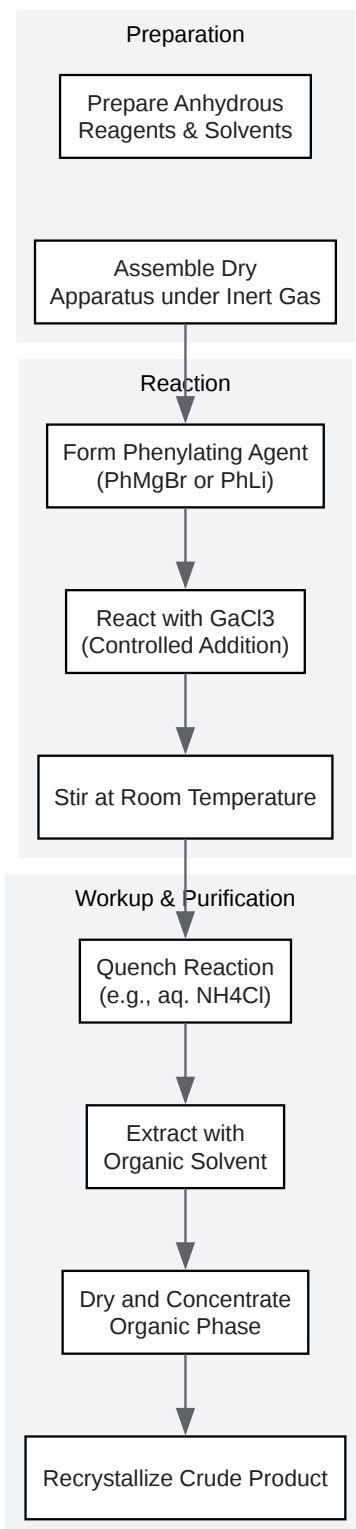 Preparation
Prepare Anhydrous
Reagents & Solvents
Assemble Dry
Apparatus under Inert Gas
Reaction
Form Phenylating Agent
(PhMgBr or PhLi)
React with GaCl3
(Controlled Addition)
Stir at Room Temperature
Workup & Purification
Quench Reaction
(e.g., aq. NH4Cl)
Extract with
Organic Solvent
Dry and Concentrate
Organic Phase
Recrystallize Crude Product